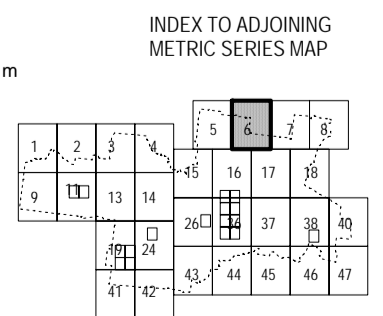 INDEX TO ADJOINING
METRIC SERIES MAP
m
5 6 7 8
1 2 3 4
15 16 17 18
9 11 13 14
26 36 37 38 40
19 24
43 44 45 46 47
41 42